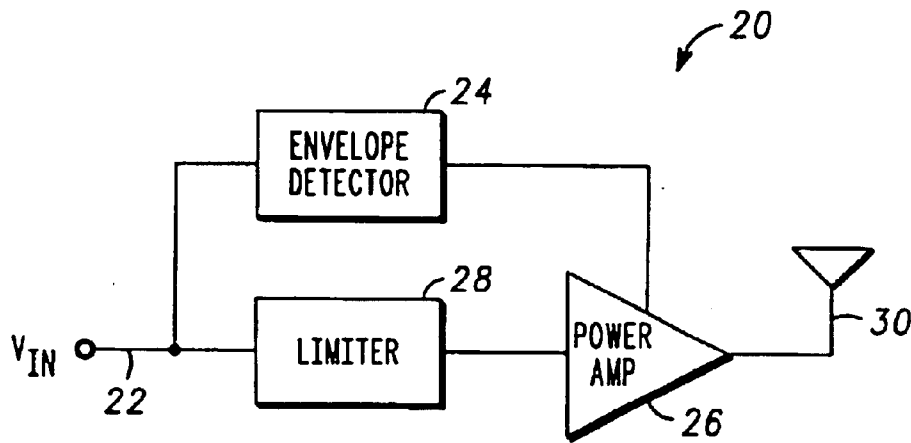 20
24
ENVELOPE
DETECTOR
28
V_IN
22
LIMITER
POWER
AMP
30
26